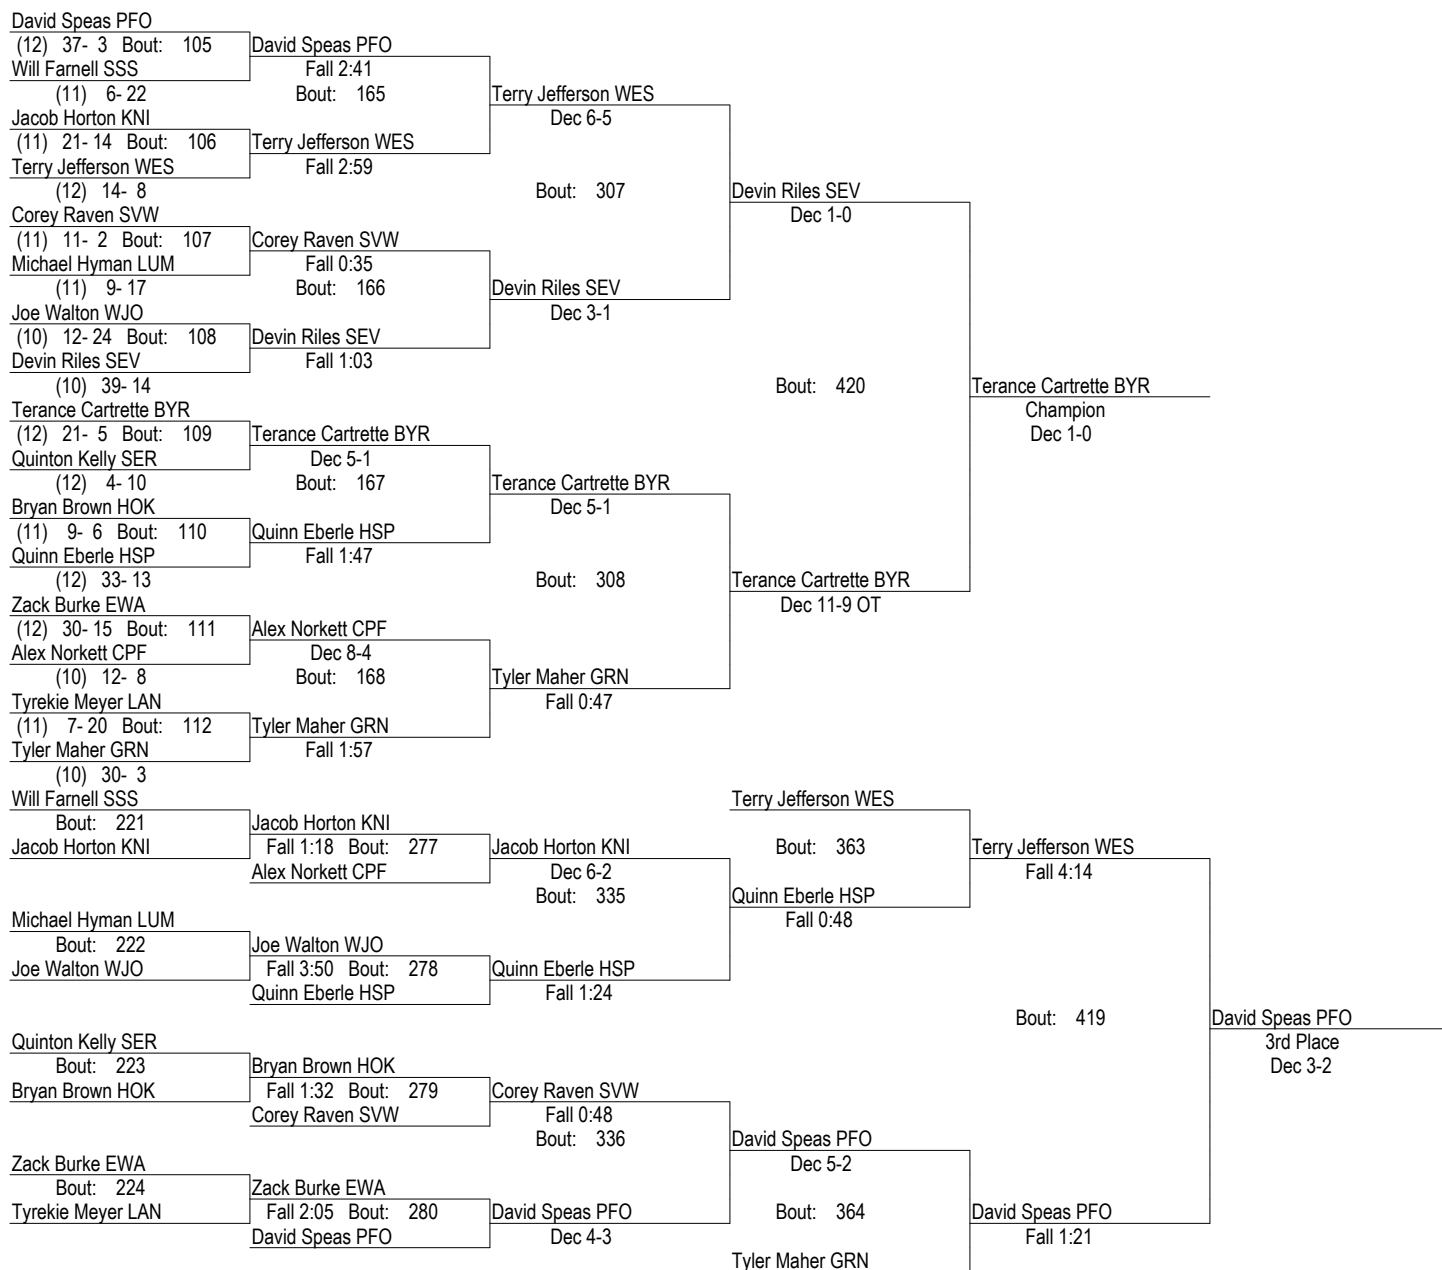 David Speas PFO
(12) 37- 3 Bout: 105 David Speas PFO
Will Farnell SSS Fall 2:41
(11) 6- 22 Bout: 165 Terry Jefferson WES
Jacob Horton KNI Dec 6-5
(11) 21- 14 Bout: 106 Terry Jefferson WES
Terry Jefferson WES Fall 2:59
(12) 14- 8 Bout: 307 Devin Riles SEV
Corey Raven SVW Dec 1-0
(11) 11- 2 Bout: 107 Corey Raven SVW
Michael Hyman LUM Fall 0:35
(11) 9- 17 Bout: 166 Devin Riles SEV
Joe Walton WJO Dec 3-1
(10) 12- 24 Bout: 108 Devin Riles SEV
Devin Riles SEV Fall 1:03
(10) 39- 14 Bout: 420 Terance Cartrette BYR
Terance Cartrette BYR Champion
(12) 21- 5 Bout: 109 Terance Cartrette BYR Dec 1-0
Quinton Kelly SER Dec 5-1
(12) 4- 10 Bout: 167 Terance Cartrette BYR
Bryan Brown HOK Dec 5-1
(11) 9- 6 Bout: 110 Quinn Eberle HSP
Quinn Eberle HSP Fall 1:47
(12) 33- 13 Bout: 308 Terance Cartrette BYR
Zack Burke EWA Dec 11-9 OT
(12) 30- 15 Bout: 111 Alex Norkett CPF
Alex Norkett CPF Dec 8-4
(10) 12- 8 Bout: 168 Tyler Maher GRN
Tyrekie Meyer LAN Fall 0:47
(11) 7- 20 Bout: 112 Tyler Maher GRN
Tyler Maher GRN Fall 1:57
(10) 30- 3
Will Farnell SSS Terry Jefferson WES
Bout: 221 Jacob Horton KNI
Jacob Horton KNI Fall 1:18 Bout: 277 Jacob Horton KNI Bout: 363 Terry Jefferson WES
Alex Norkett CPF Dec 6-2 Fall 4:14
Bout: 335 Quinn Eberle HSP
Michael Hyman LUM Fall 0:48
Bout: 222 Joe Walton WJO
Joe Walton WJO Fall 3:50 Bout: 278 Quinn Eberle HSP
Quinn Eberle HSP Fall 1:24
Bout: 419 David Speas PFO
Quinton Kelly SER 3rd Place
Bout: 223 Bryan Brown HOK Dec 3-2
Bryan Brown HOK Fall 1:32 Bout: 279 Corey Raven SVW
Corey Raven SVW Fall 0:48
Bout: 336 David Speas PFO
Zack Burke EWA Dec 5-2
Bout: 224 Zack Burke EWA
Tyrekie Meyer LAN Fall 2:05 Bout: 280 David Speas PFO Bout: 364 David Speas PFO
David Speas PFO Dec 4-3 Fall 1:21
Tyler Maher GRN